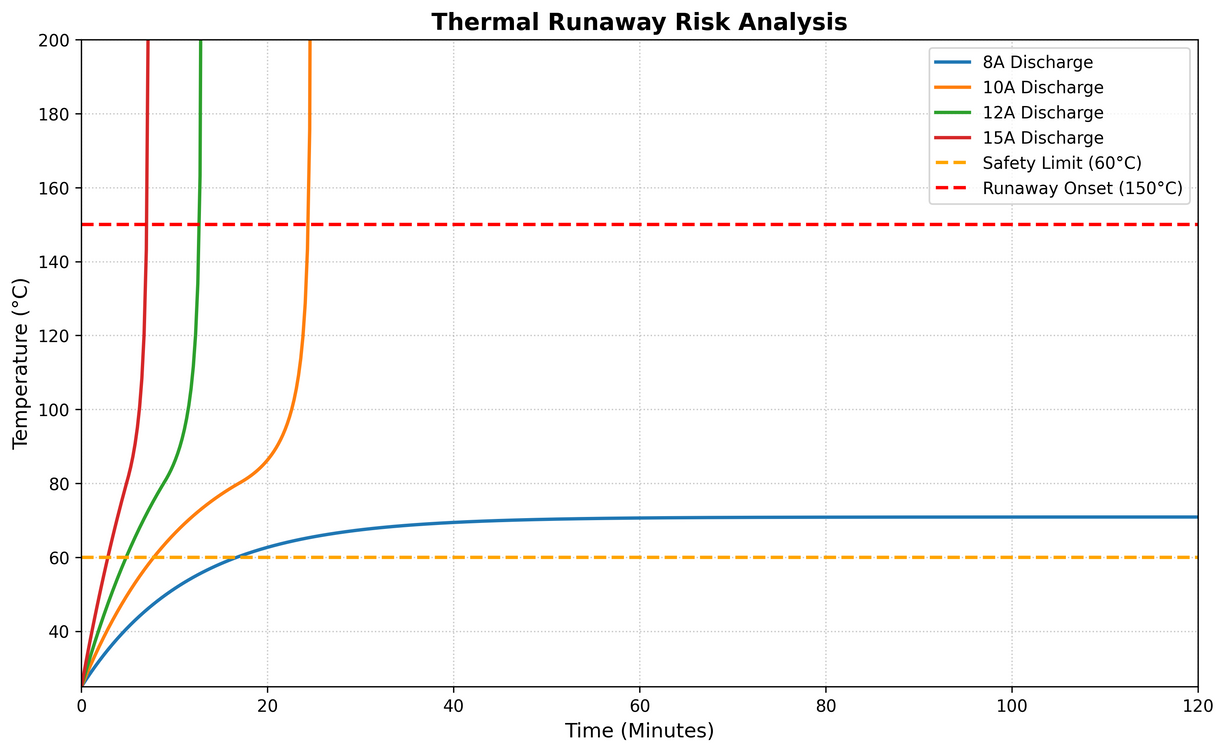 Thermal Runaway Risk Analysis
200
180
160
140
120
100
80
60
40
Temperature (°C)
8A Discharge
10A Discharge
12A Discharge
15A Discharge
Safety Limit (60°C)
Runaway Onset (150°C)
0 20 40 60 80 100 120
Time (Minutes)